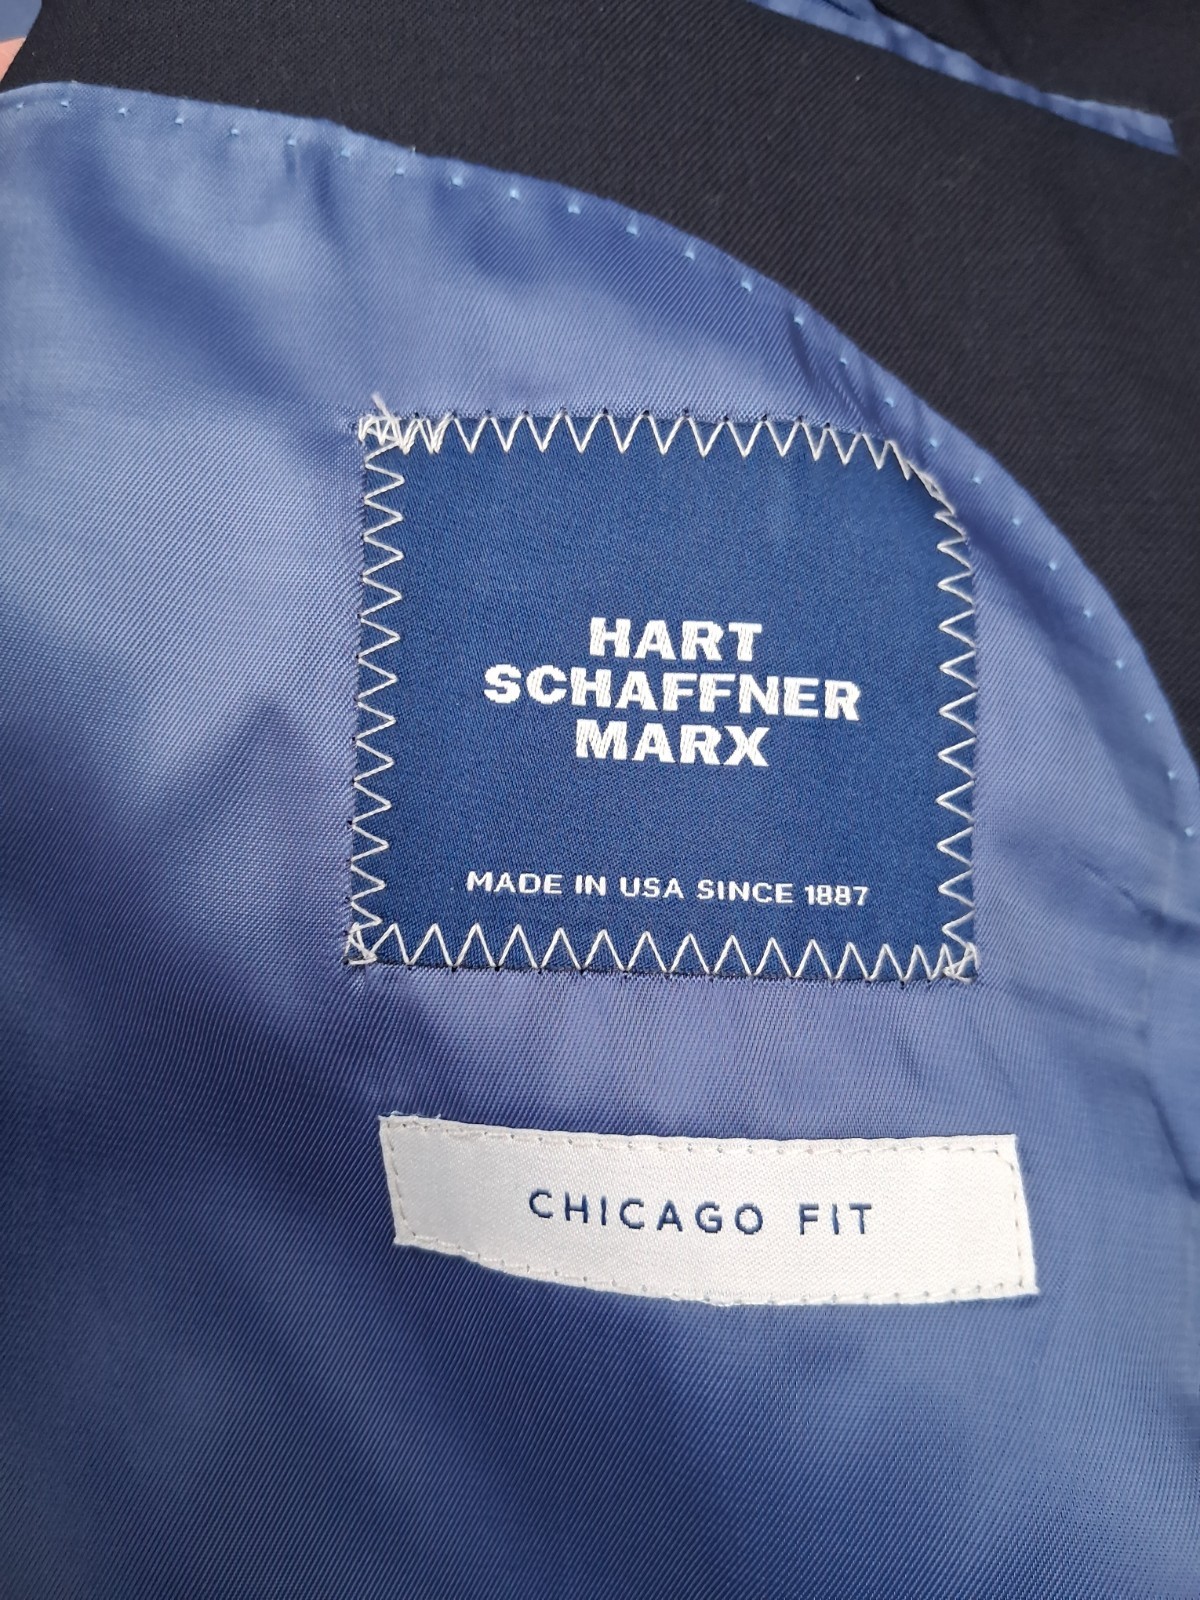 HART
SCHAFFNER
MARX
MADE IN USA SINCE 1887
CHICAGO FIT